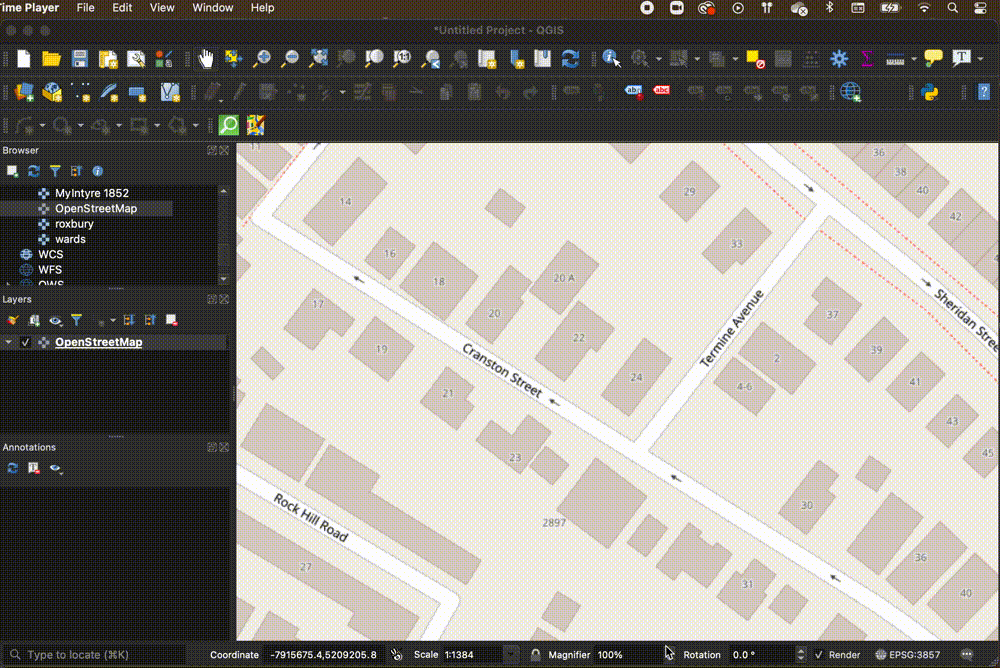 Time Player File Edit View Window Help
*Untitled Project - QGIS
abc
abc
T
Browser
MyIntyre 1852
OpenStreetMap
roxbury
wards
WCS
WFS
OWS
Layers
OpenStreetMap
Annotations
11
14
16
18
20
20 A
22
24
17
19
21
23
29
33
36
38
40
42
37
39
41
43
45
2
4-6
30
36
40
31
27
2897
Cranston Street
Termine Avenue
Sheridan Stree
Rock Hill Road
Type to locate (⌘K) Coordinate -7915675.4,5209205.8 Scale 1:1384 Magnifier 100% Rotation 0.0 ° Render EPSG:3857